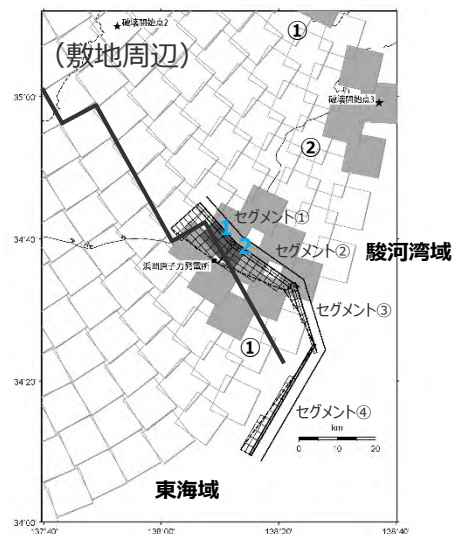 ①
★破壊開始点2
(敷地周辺)
35°00'
破壊開始点3★
②
1
セグメント①
34°40'
2
セグメント②
駿河湾域
浜岡原子力発電所
セグメント③
①
34°20'
セグメント④
km
0 10 20
東海域
34°00'
137°40' 138°00' 138°20' 138°40'